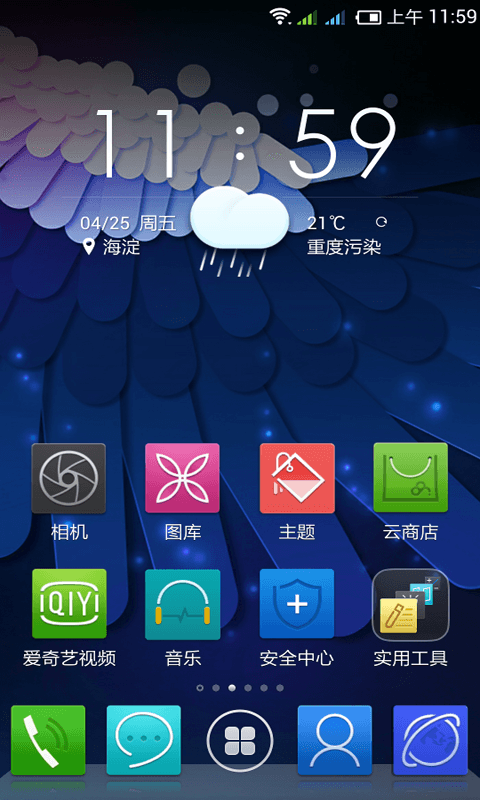 上午 11:59
11:59
04/25 周五
21℃
海淀
重度污染
相机
图库
主题
云商店
iQIYI
爱奇艺视频
音乐
安全中心
实用工具